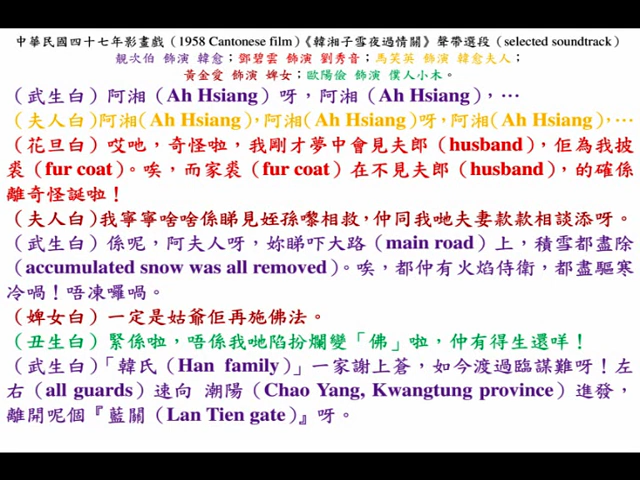 中華民國四十七年影畫戲（1958 Cantonese film）《韓湘子雪夜過情關》聲帶選段（selected soundtrack）
靚次伯 飾演 韓愈；鄧碧雲 飾演 劉秀音；馬笑英 飾演 韓愈夫人；
黃金愛 飾演 婢女；歐陽儉 飾演 僕人小木。
（武生白）阿湘（Ah Hsiang）呀，阿湘（Ah Hsiang），⋯
（夫人白）阿湘（Ah Hsiang），阿湘（Ah Hsiang）呀，阿湘（Ah Hsiang），⋯
（花旦白）哎吔，奇怪啦，我剛才夢中會見夫郎（husband），佢為我披
裘（fur coat）。唉，而家裘（fur coat）在不見夫郎（husband），的確係
離奇怪誕啦！
（夫人白）我寧寧啥啥係睇見姪孫嚟相救，仲同我哋夫妻款款相談添呀。
（武生白）係呢，阿夫人呀，妳睇吓大路（main road）上，積雪都盡除
（accumulated snow was all removed）。唉，都仲有火焰侍衛，都盡驅寒
冷喎！唔凍囉喎。
（婢女白）一定是姑爺佢再施佛法。
（丑生白）緊係啦，唔係我哋陷扮爛變「佛」啦，仲有得生還咩！
（武生白）「韓氏（Han family）」一家謝上蒼，如今渡過臨謀難呀！左
右（all guards）速向 潮陽（Chao Yang, Kwangtung province）進發，
離開呢個『藍關（Lan Tien gate）』呀。